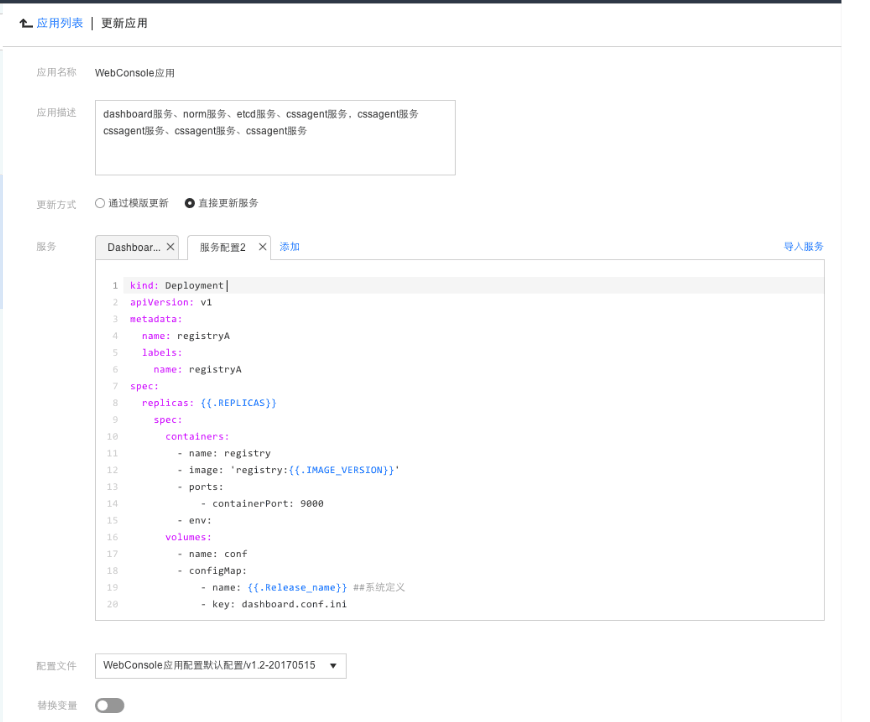 应用列表 | 更新应用
应用名称 WebConsole应用
应用描述 dashboard服务、norm服务、etcd服务、cssagent服务，cssagent服务
cssagent服务、cssagent服务、cssagent服务
更新方式 通过模版更新 直接更新服务
服务 Dashboar... × 服务配置2 × 添加 导入服务
1 kind: Deployment
2 apiVersion: v1
3 metadata:
4   name: registryA
5   labels:
6     name: registryA
7 spec:
8   replicas: {{.REPLICAS}}
9     spec:
10       containers:
11         - name: registry
12         - image: 'registry:{{.IMAGE_VERSION}}'
13         - ports:
14             - containerPort: 9000
15         - env:
16       volumes:
17         - name: conf
18         - configMap:
19             - name: {{.Release_name}} ##系统定义
20             - key: dashboard.conf.ini
配置文件 WebConsole应用配置默认配置/v1.2-20170515
替换变量